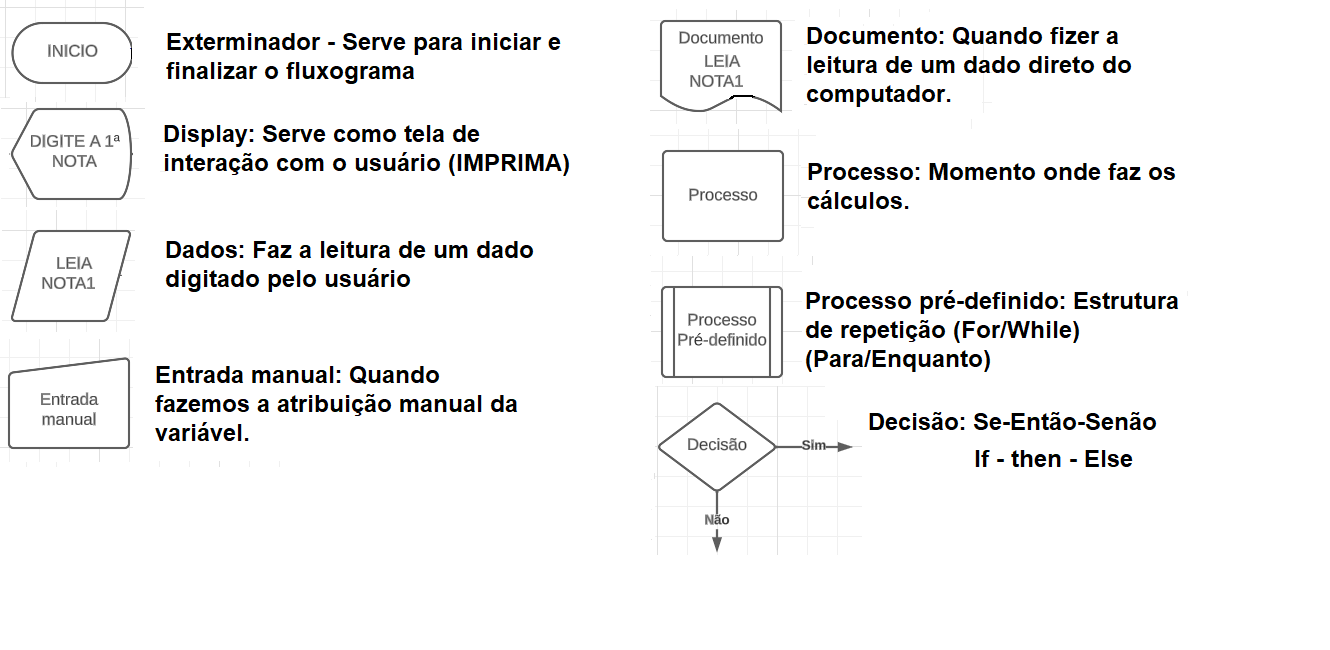 INICIO
Exterminador - Serve para iniciar e
finalizar o fluxograma
DIGITE A 1ª
NOTA
Display: Serve como tela de
interação com o usuário (IMPRIMA)
LEIA
NOTA1
Dados: Faz a leitura de um dado
digitado pelo usuário
Entrada
manual
Entrada manual: Quando
fazemos a atribuição manual da
variável.
Documento
LEIA
NOTA1
Documento: Quando fizer a
leitura de um dado direto do
computador.
Processo
Processo: Momento onde faz os
cálculos.
Processo
Pré-definido
Processo pré-definido: Estrutura
de repetição (For/While)
(Para/Enquanto)
Decisão
Sim
Não
Decisão: Se-Então-Senão
If - then - Else